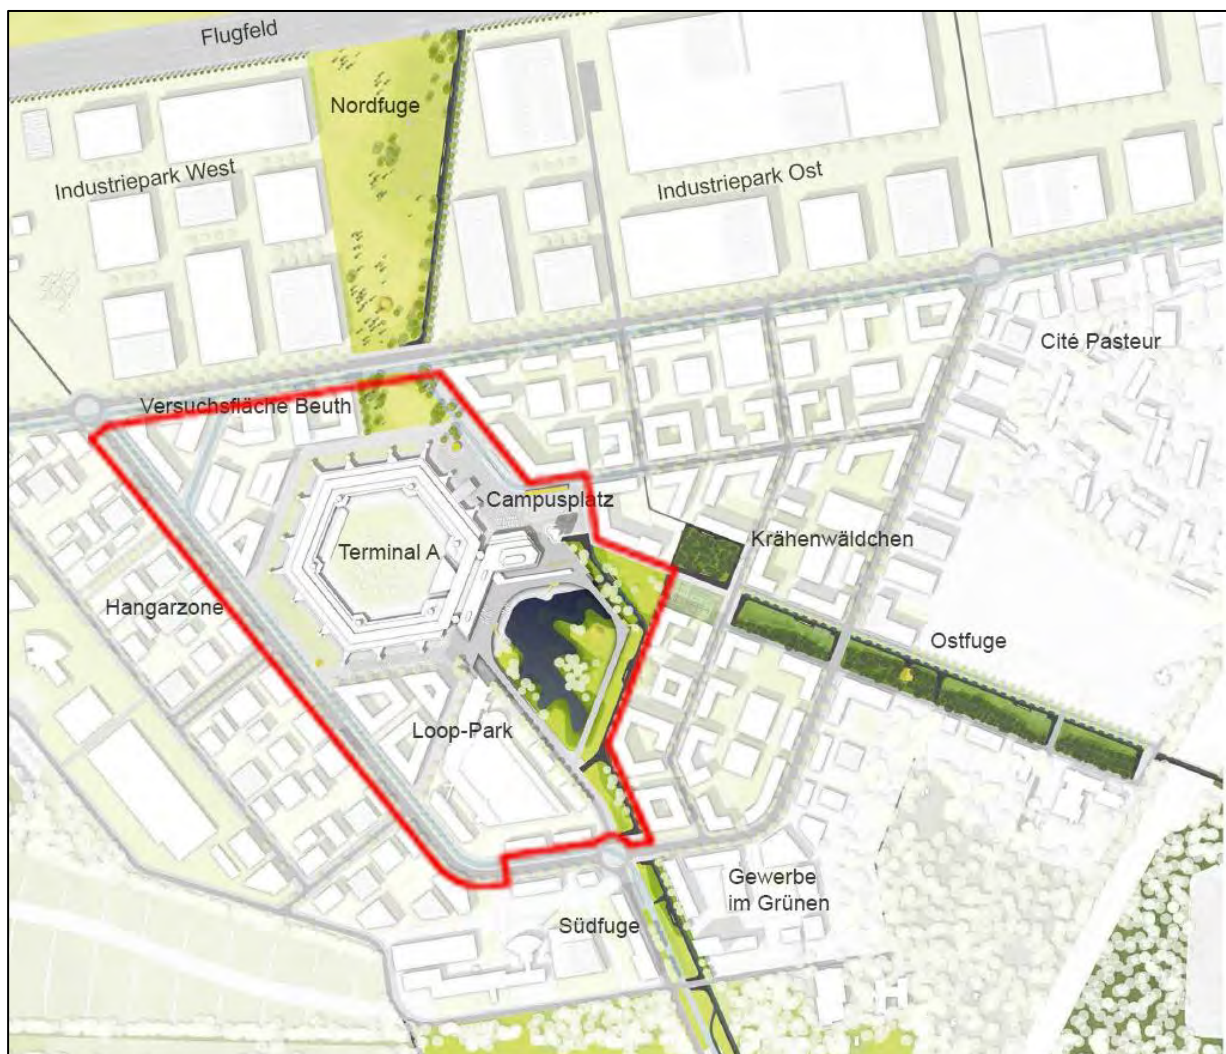 Flugfeld
Nordfuge
Industriepark West
Industriepark Ost
Cité Pasteur
Versuchsfläche Beuth
Campusplatz
Krähenwäldchen
Terminal A
Hangarzone
Ostfuge
Loop-Park
Gewerbe
im Grünen
Südfuge